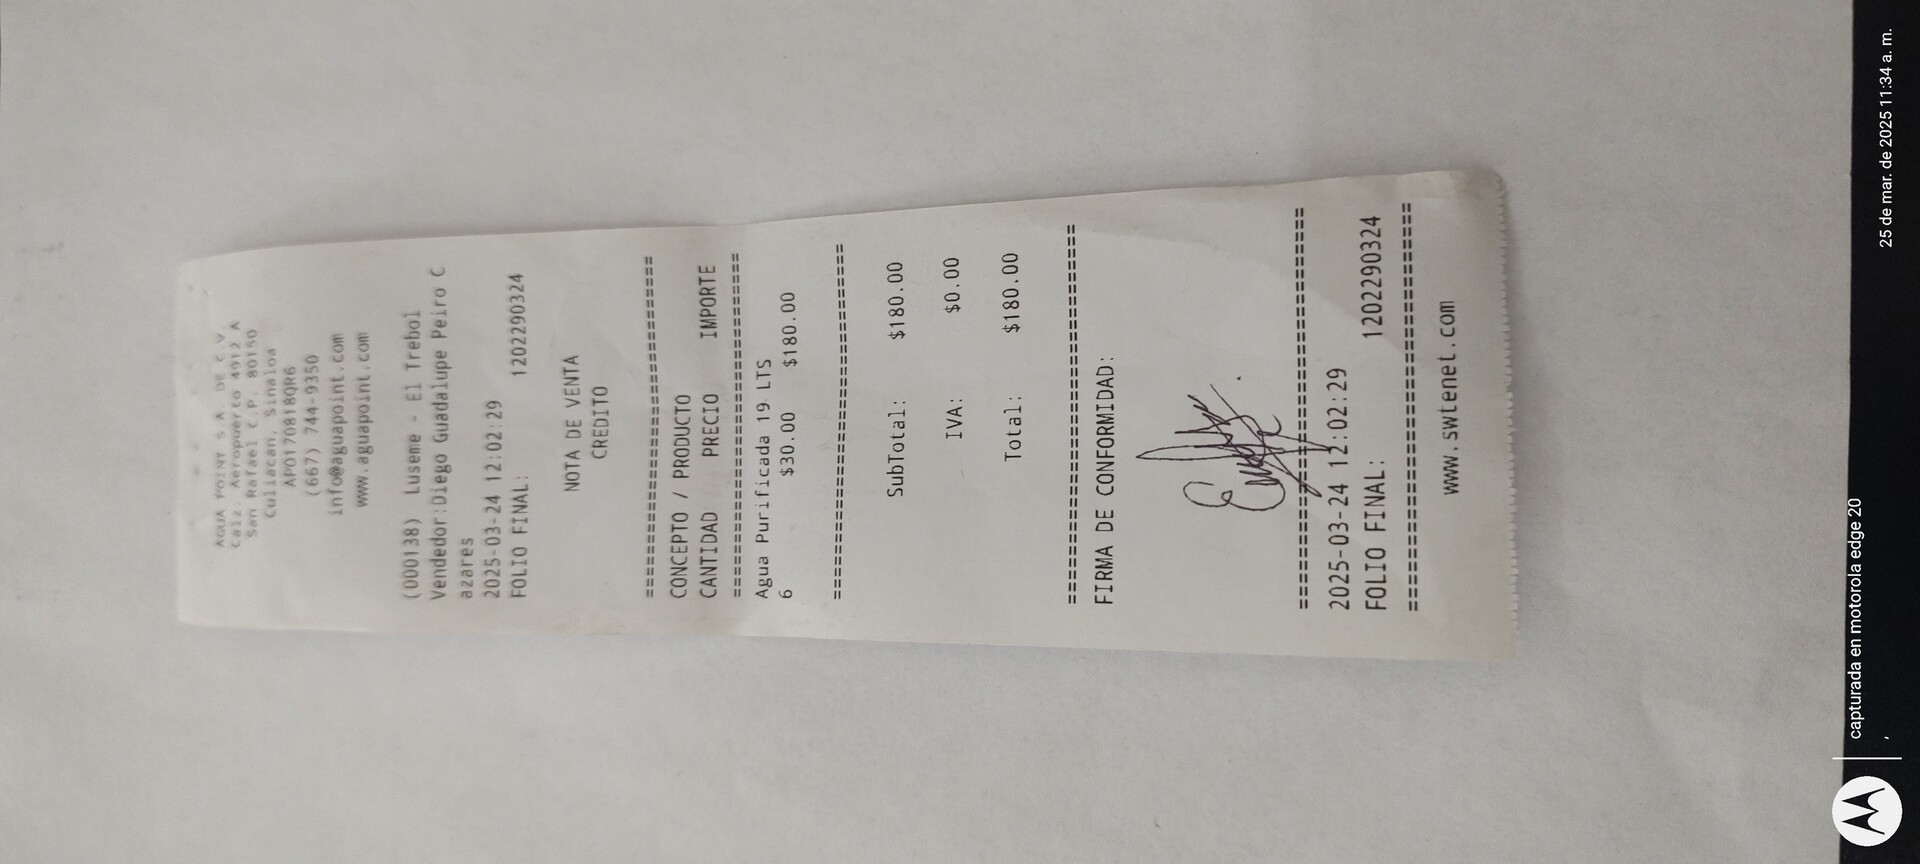 AGUA POINT S.A. DE C.V.
Calz. Aeropuerto 4912 A
San Rafael C.P. 80150
Culiacan, Sinaloa
APO170818QR6
(667) 744-9350
info@aguapoint.com
www.aguapoint.com
(000138) Luseme - El Trebol
Vendedor:Diego Guadalupe Peiro C
azares
2025-03-24 12:02:29
FOLIO FINAL: 1202290324
NOTA DE VENTA
CREDITO
================================
CONCEPTO / PRODUCTO
CANTIDAD PRECIO IMPORTE
================================
Agua Purificada 19 LTS
6 $30.00 $180.00
================================
SubTotal: $180.00
IVA: $0.00
Total: $180.00
================================
FIRMA DE CONFORMIDAD:
================================
2025-03-24 12:02:29
FOLIO FINAL: 1202290324
================================
www.swtenet.com
capturada en motorola edge 20
,
25 de mar. de 2025 11:34 a. m.